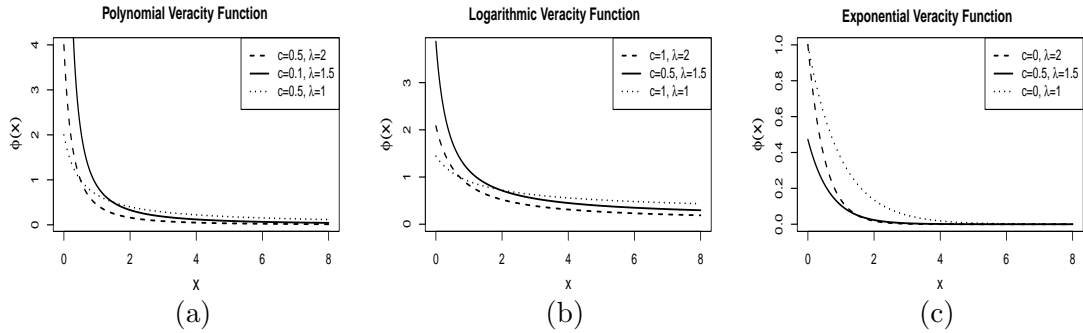 Polynomial Veracity Function
c=0.5, λ=2
c=0.1, λ=1.5
c=0.5, λ=1
ϕ(x)
0 1 2 3 4
0 2 4 6 8
x
(a)
Logarithmic Veracity Function
c=1, λ=2
c=0.5, λ=1.5
c=1, λ=1
ϕ(x)
0 1 2 3
0 2 4 6 8
x
(b)
Exponential Veracity Function
c=0, λ=2
c=0.5, λ=1.5
c=0, λ=1
ϕ(x)
0.0 0.2 0.4 0.6 0.8 1.0
0 2 4 6 8
x
(c)